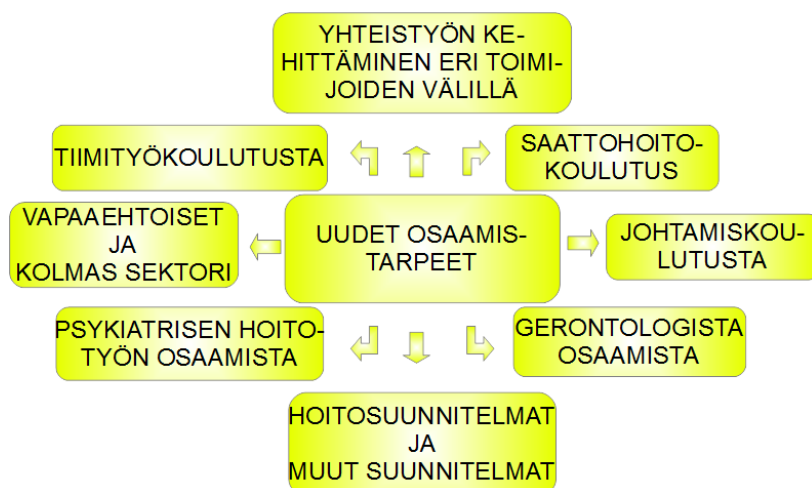 YHTEISTYÖN KE-
HITTÄMINEN ERI TOIMI-
JOIDEN VÄLILLÄ
TIIMITYÖKOULUTUSTA
SAATTOHOITO-
KOULUTUS
VAPAAEHTOISET
JA
KOLMAS SEKTORI
UUDET OSAAMIS-
TARPEET
JOHTAMISKOU-
LUTUSTA
PSYKIATRISEN HOITO-
TYÖN OSAAMISTA
GERONTOLOGISTA
OSAAMISTA
HOITOSUUNNITELMAT
JA
MUUT SUUNNITELMAT